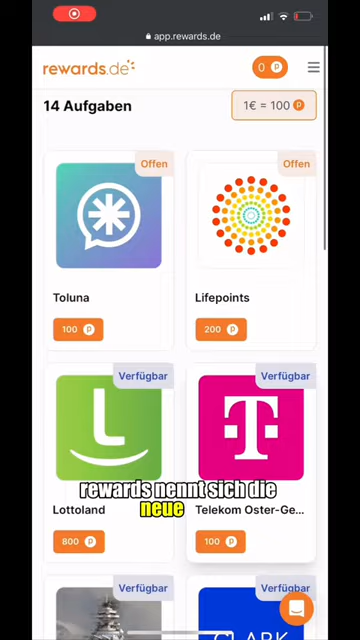 app.rewards.de
rewards.de
0 P
14 Aufgaben
1€ = 100 P
Offen
Offen
Toluna
Lifepoints
100 P
200 P
Verfügbar
Verfügbar
L
T
rewards nennt sich die
neue
Lottoland
Telekom Oster-Ge...
800 P
100 P
Verfügbar
Verfügbar
CLARK